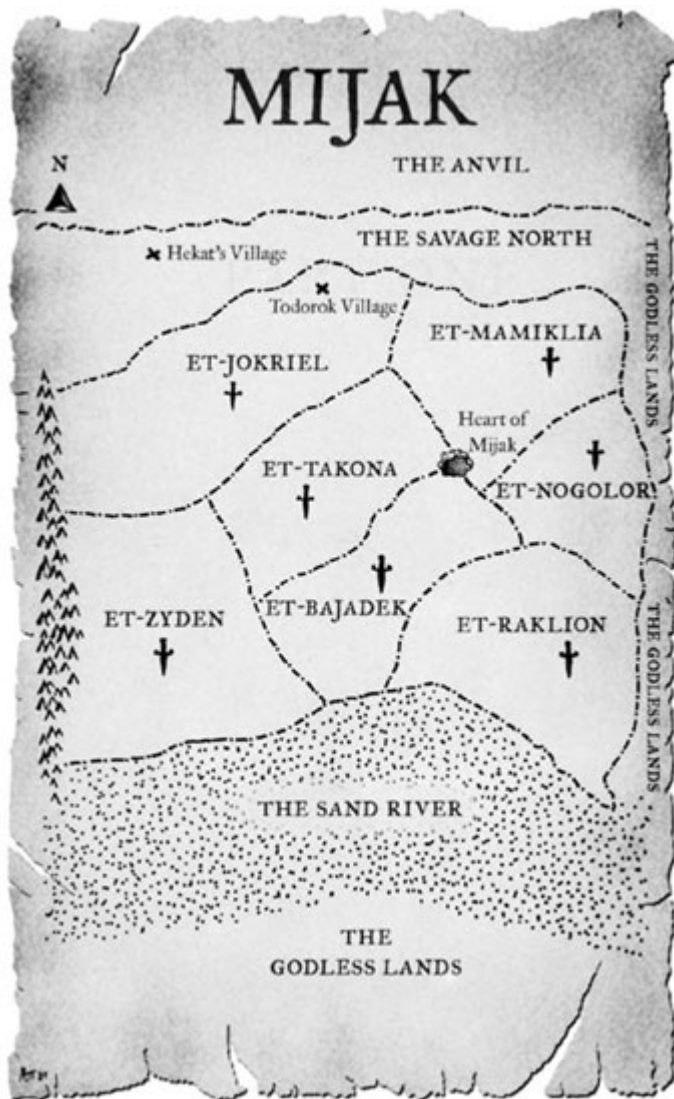 MIJAK
N
THE ANVIL
THE SAVAGE NORTH
Hekat's Village
Todorok Village
THE GODLESS LANDS
ET-MAMIKLIA
ET-JOKRIEL
Heart of
Mijak
ET-TAKONA
ET-NOGOLOR
ET-BAJADEK
ET-ZYDEN
ET-RAKLION
THE GODLESS LANDS
THE SAND RIVER
THE
GODLESS LANDS